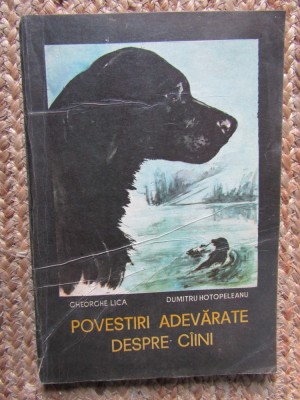 GHEORGHE LICA DUMITRU HOTOPELEANU
POVESTIRI ADEVĂRATE
DESPRE CÎINI